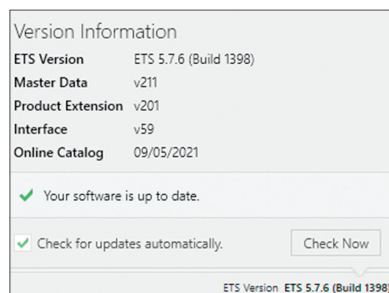 Version Information
ETS Version ETS 5.7.6 (Build 1398)
Master Data v211
Product Extension v201
Interface v59
Online Catalog 09/05/2021
Your software is up to date.
Check for updates automatically. Check Now
ETS Version ETS 5.7.6 (Build 1398)